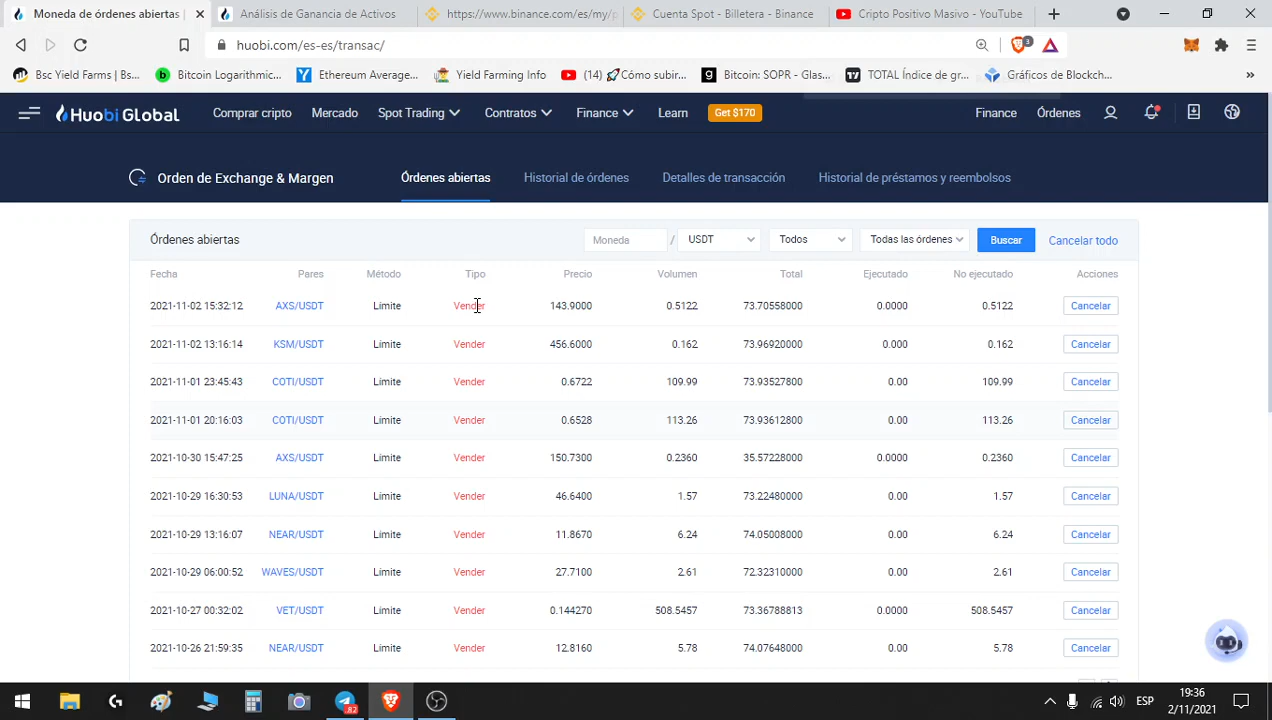 Moneda de órdenes abiertas |
Análisis de Ganancia de Activos
https://www.binance.com/es/my/
Cuenta Spot - Billetera - Binance
Cripto Positivo Masivo - YouTube
huobi.com/es-es/transac/
3
Bsc Yield Farms | Bs...
Bitcoin Logarithmic...
Ethereum Average...
Yield Farming Info
(14) 🚀Cómo subir...
Bitcoin: SOPR - Glas...
TOTAL Índice de gr...
Gráficos de Blockch...
»
Huobi Global
Comprar cripto
Mercado
Spot Trading
Contratos
Finance
Learn
Get $170
Finance
Órdenes
Orden de Exchange & Margen
Órdenes abiertas
Historial de órdenes
Detalles de transacción
Historial de préstamos y reembolsos
Órdenes abiertas
Moneda / USDT
Todos
Todas las órdenes
Buscar
Cancelar todo
Fecha Pares Método Tipo Precio Volumen Total Ejecutado No ejecutado Acciones
2021-11-02 15:32:12 AXS/USDT Límite Vender 143.9000 0.5122 73.70558000 0.0000 0.5122 Cancelar
2021-11-02 13:16:14 KSM/USDT Límite Vender 456.6000 0.162 73.96920000 0.000 0.162 Cancelar
2021-11-01 23:45:43 COTI/USDT Límite Vender 0.6722 109.99 73.93527800 0.00 109.99 Cancelar
2021-11-01 20:16:03 COTI/USDT Límite Vender 0.6528 113.26 73.93612800 0.00 113.26 Cancelar
2021-10-30 15:47:25 AXS/USDT Límite Vender 150.7300 0.2360 35.57228000 0.0000 0.2360 Cancelar
2021-10-29 16:30:53 LUNA/USDT Límite Vender 46.6400 1.57 73.22480000 0.00 1.57 Cancelar
2021-10-29 13:16:07 NEAR/USDT Límite Vender 11.8670 6.24 74.05008000 0.00 6.24 Cancelar
2021-10-29 06:00:52 WAVES/USDT Límite Vender 27.7100 2.61 72.32310000 0.00 2.61 Cancelar
2021-10-27 00:32:02 VET/USDT Límite Vender 0.144270 508.5457 73.36788813 0.0000 508.5457 Cancelar
2021-10-26 21:59:35 NEAR/USDT Límite Vender 12.8160 5.78 74.07648000 0.00 5.78 Cancelar
82
ESP
19:36
2/11/2021